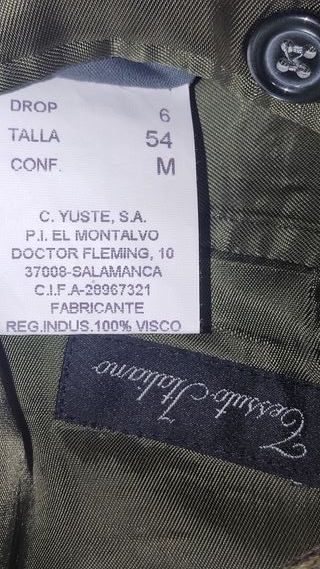 DROP 6
TALLA 54
CONF. M
C. YUSTE, S.A.
P.I. EL MONTALVO
DOCTOR FLEMING, 10
37008-SALAMANCA
C.I.F.A-28967321
FABRICANTE
REG.INDUS.100% VISCO
Tessuto Italiano